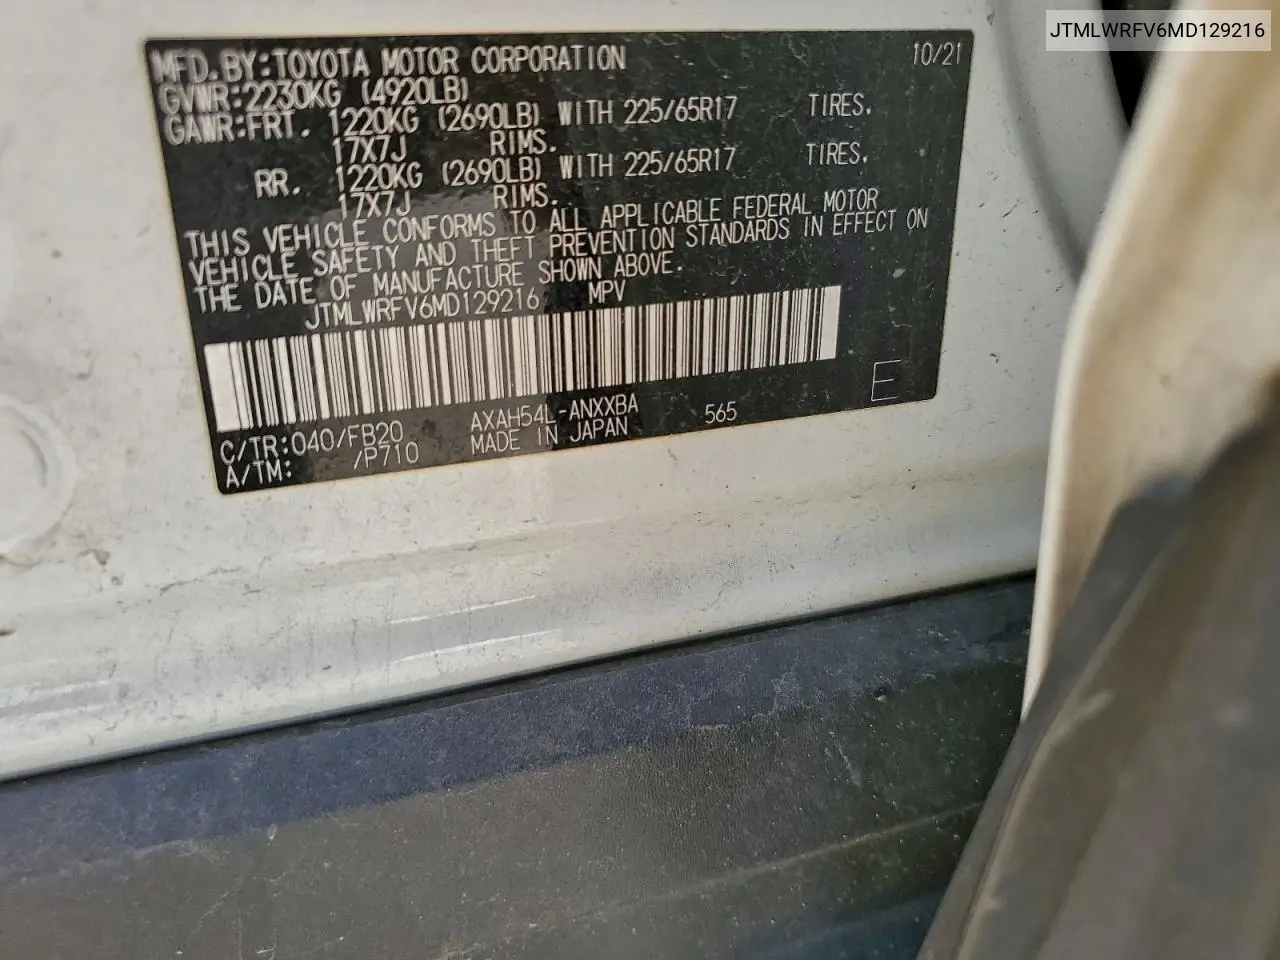 JTMLWRFV6MD129216
MFD. BY:TOYOTA MOTOR CORPORATION 10/21
GVWR:2230KG (4920LB)
GAWR:FRT. 1220KG (2690LB) WITH 225/65R17 TIRES.
17X7J RIMS.
RR. 1220KG (2690LB) WITH 225/65R17 TIRES.
17X7J RIMS.
THIS VEHICLE CONFORMS TO ALL APPLICABLE FEDERAL MOTOR
VEHICLE SAFETY AND THEFT PREVENTION STANDARDS IN EFFECT ON
THE DATE OF MANUFACTURE SHOWN ABOVE.
JTMLWRFV6MD129216 MPV
E
C/TR:040/FB20 AXAH54L-ANXXBA 565
A/TM: /P710 MADE IN JAPAN